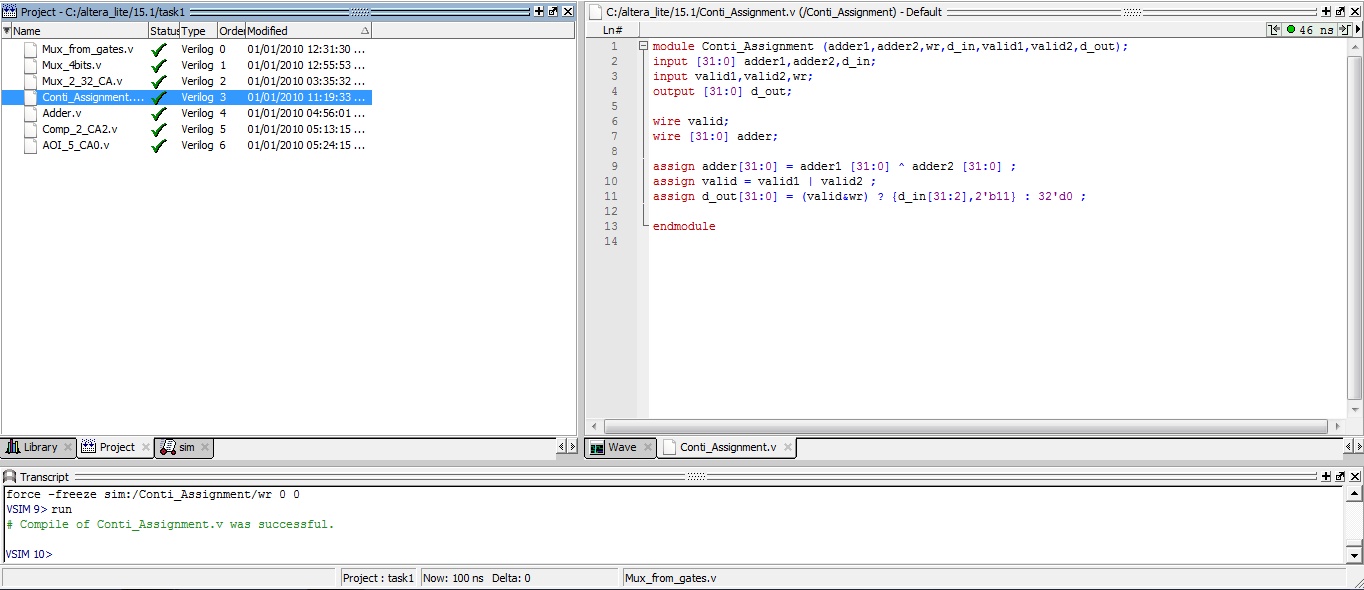 Project - C:/altera_lite/15.1/task1
Name Status Type Order Modified
Mux_from_gates.v Verilog 0 01/01/2010 12:31:30 ...
Mux_4bits.v Verilog 1 01/01/2010 12:55:53 ...
Mux_2_32_CA.v Verilog 2 01/01/2010 03:35:32 ...
Conti_Assignment.... Verilog 3 01/01/2010 11:19:33 ...
Adder.v Verilog 4 01/01/2010 04:56:01 ...
Comp_2_CA2.v Verilog 5 01/01/2010 05:13:15 ...
AOI_5_CA0.v Verilog 6 01/01/2010 05:24:15 ...
Library Project sim
C:/altera_lite/15.1/Conti_Assignment.v (/Conti_Assignment) - Default
Ln# 46 ns
1 module Conti_Assignment (adder1,adder2,wr,d_in,valid1,valid2,d_out);
2 input [31:0] adder1,adder2,d_in;
3 input valid1,valid2,wr;
4 output [31:0] d_out;
5
6 wire valid;
7 wire [31:0] adder;
8
9 assign adder[31:0] = adder1 [31:0] ^ adder2 [31:0] ;
10 assign valid = valid1 | valid2 ;
11 assign d_out[31:0] = (valid&wr) ? {d_in[31:2],2'b11} : 32'd0 ;
12
13 endmodule
14
Wave Conti_Assignment.v
Transcript
force -freeze sim:/Conti_Assignment/wr 0 0
VSIM 9> run
# Compile of Conti_Assignment.v was successful.
VSIM 10>
Project : task1 Now: 100 ns Delta: 0 Mux_from_gates.v